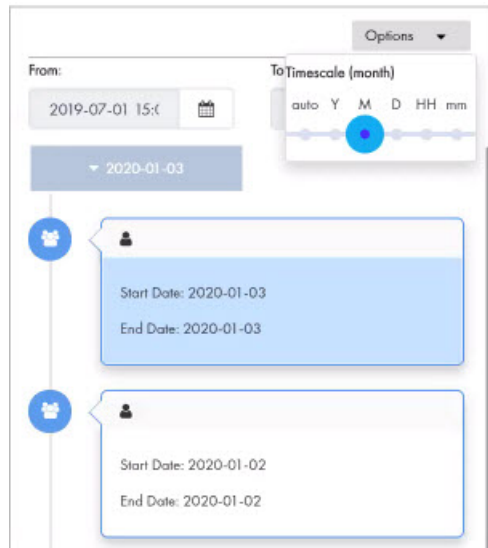 Options
From:
To
Timescale (month)
auto Y M D HH mm
2019-07-01 15:
2020-01-03
Start Date: 2020-01-03
End Date: 2020-01-03
Start Date: 2020-01-02
End Date: 2020-01-02